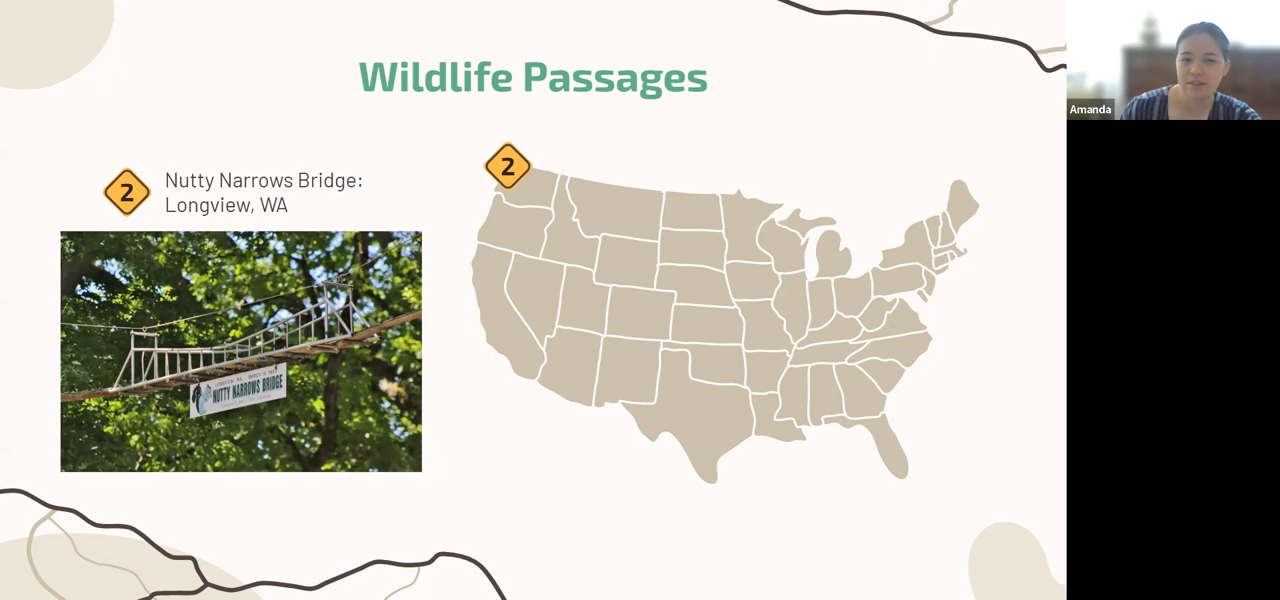 Wildlife Passages
2
Nutty Narrows Bridge:
Longview, WA
2
NUTTY NARROWS BRIDGE
Amanda